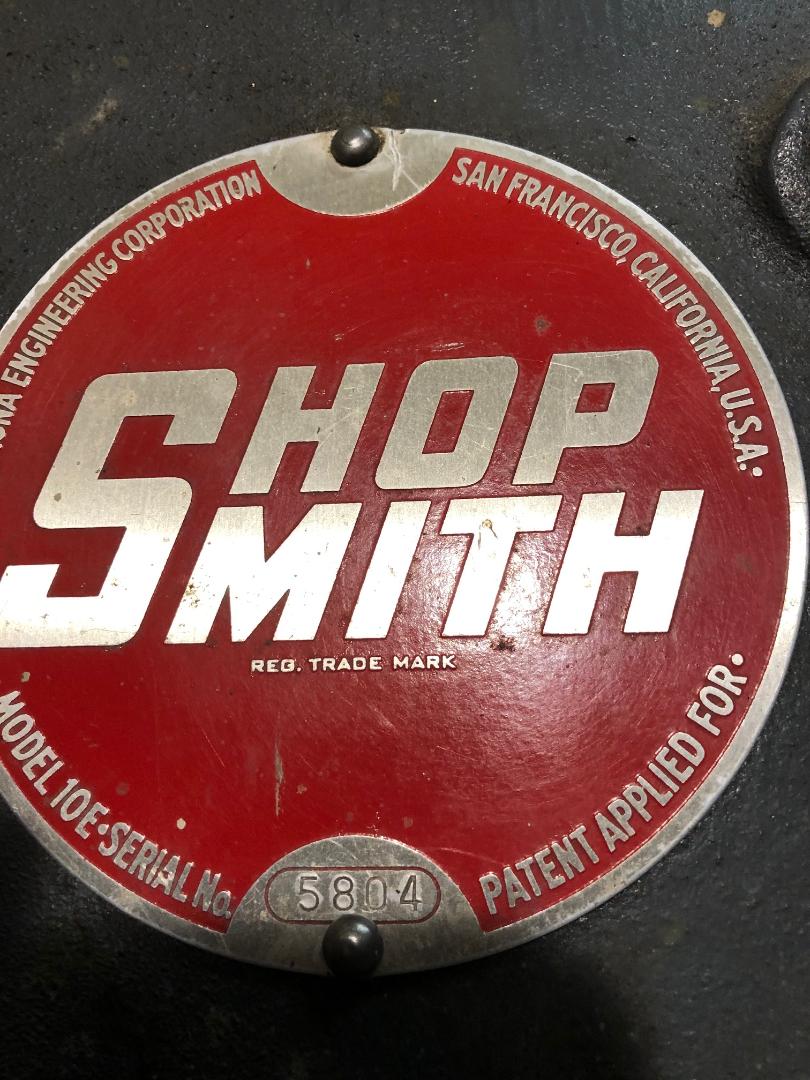 ENGINEERING CORPORATION
SAN FRANCISCO, CALIFORNIA, U.S.A.•
SHOP
SMITH
REG. TRADE MARK
MODEL 10E•SERIAL No.
5804
PATENT APPLIED FOR•